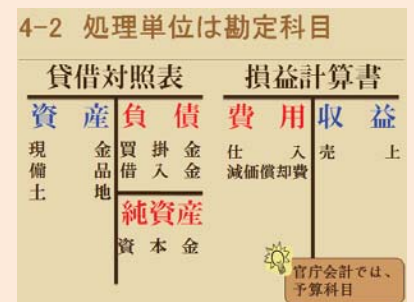 4-2 処理単位は勘定科目
貸借対照表
資産
現金
備品
土地
負債
買掛金
借入金
純資産
資本金
損益計算書
費用
仕入
減価償却費
収益
売上
官庁会計では、
予算科目